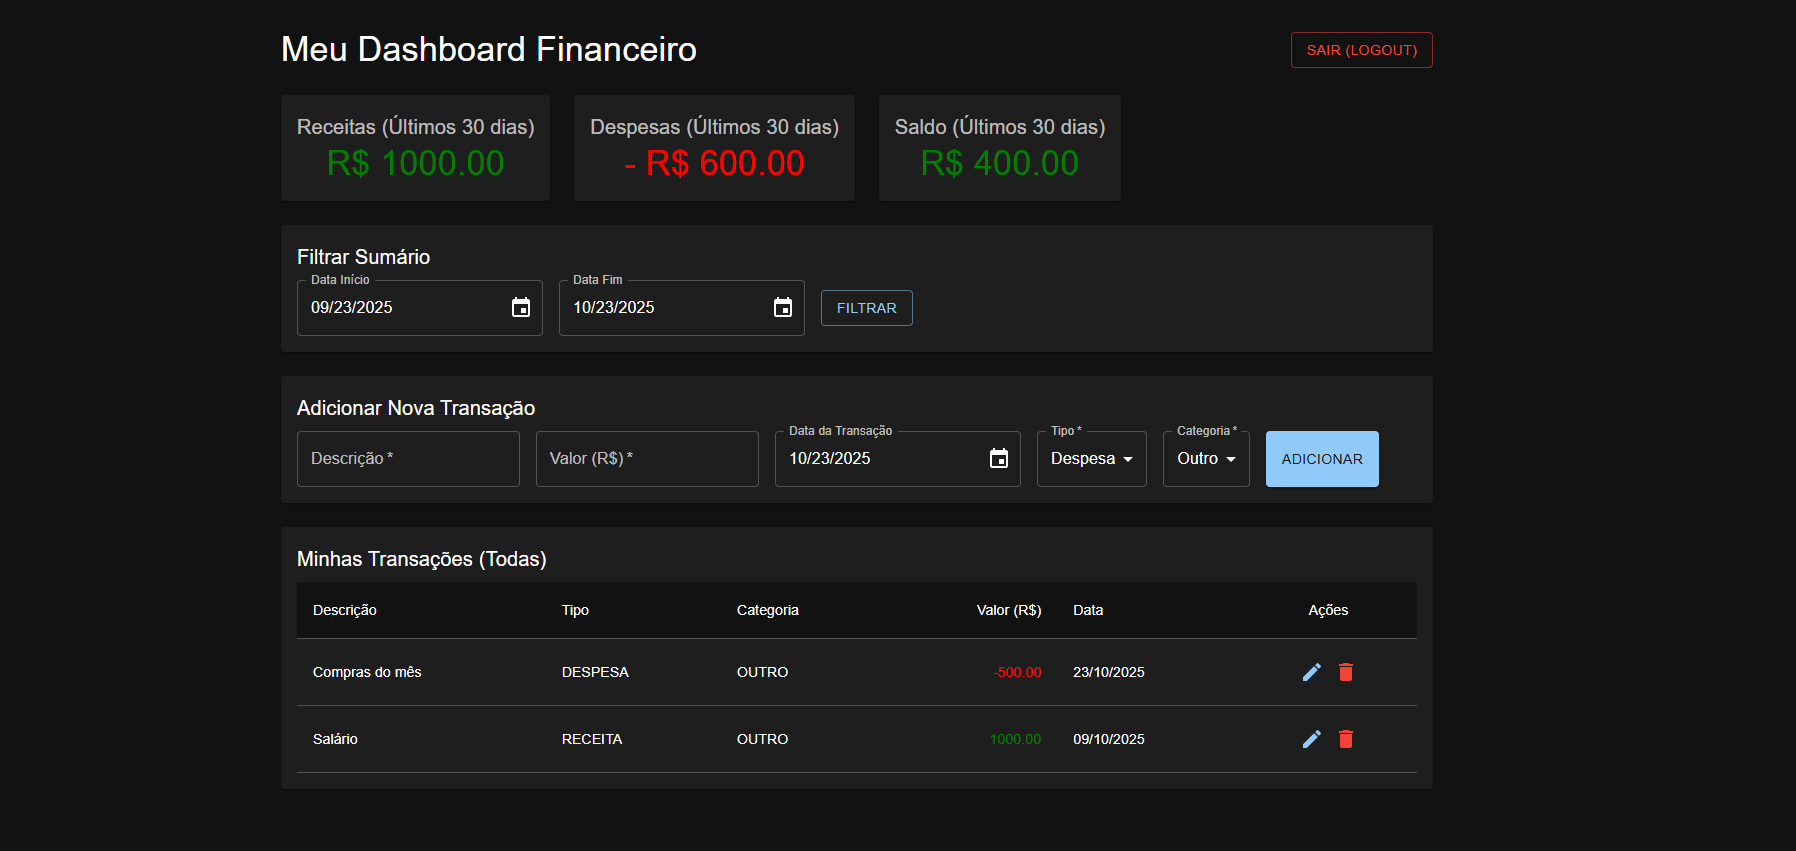 Meu Dashboard Financeiro
SAIR (LOGOUT)
Receitas (Últimos 30 dias)
R$ 1000.00
Despesas (Últimos 30 dias)
- R$ 600.00
Saldo (Últimos 30 dias)
R$ 400.00
Filtrar Sumário
Data Início
09/23/2025
Data Fim
10/23/2025
FILTRAR
Adicionar Nova Transação
Descrição *
Valor (R$) *
Data da Transação
10/23/2025
Tipo *
Despesa
Categoria *
Outro
ADICIONAR
Minhas Transações (Todas)
Descrição Tipo Categoria Valor (R$) Data Ações
Compras do mês DESPESA OUTRO -500.00 23/10/2025
Salário RECEITA OUTRO 1000.00 09/10/2025